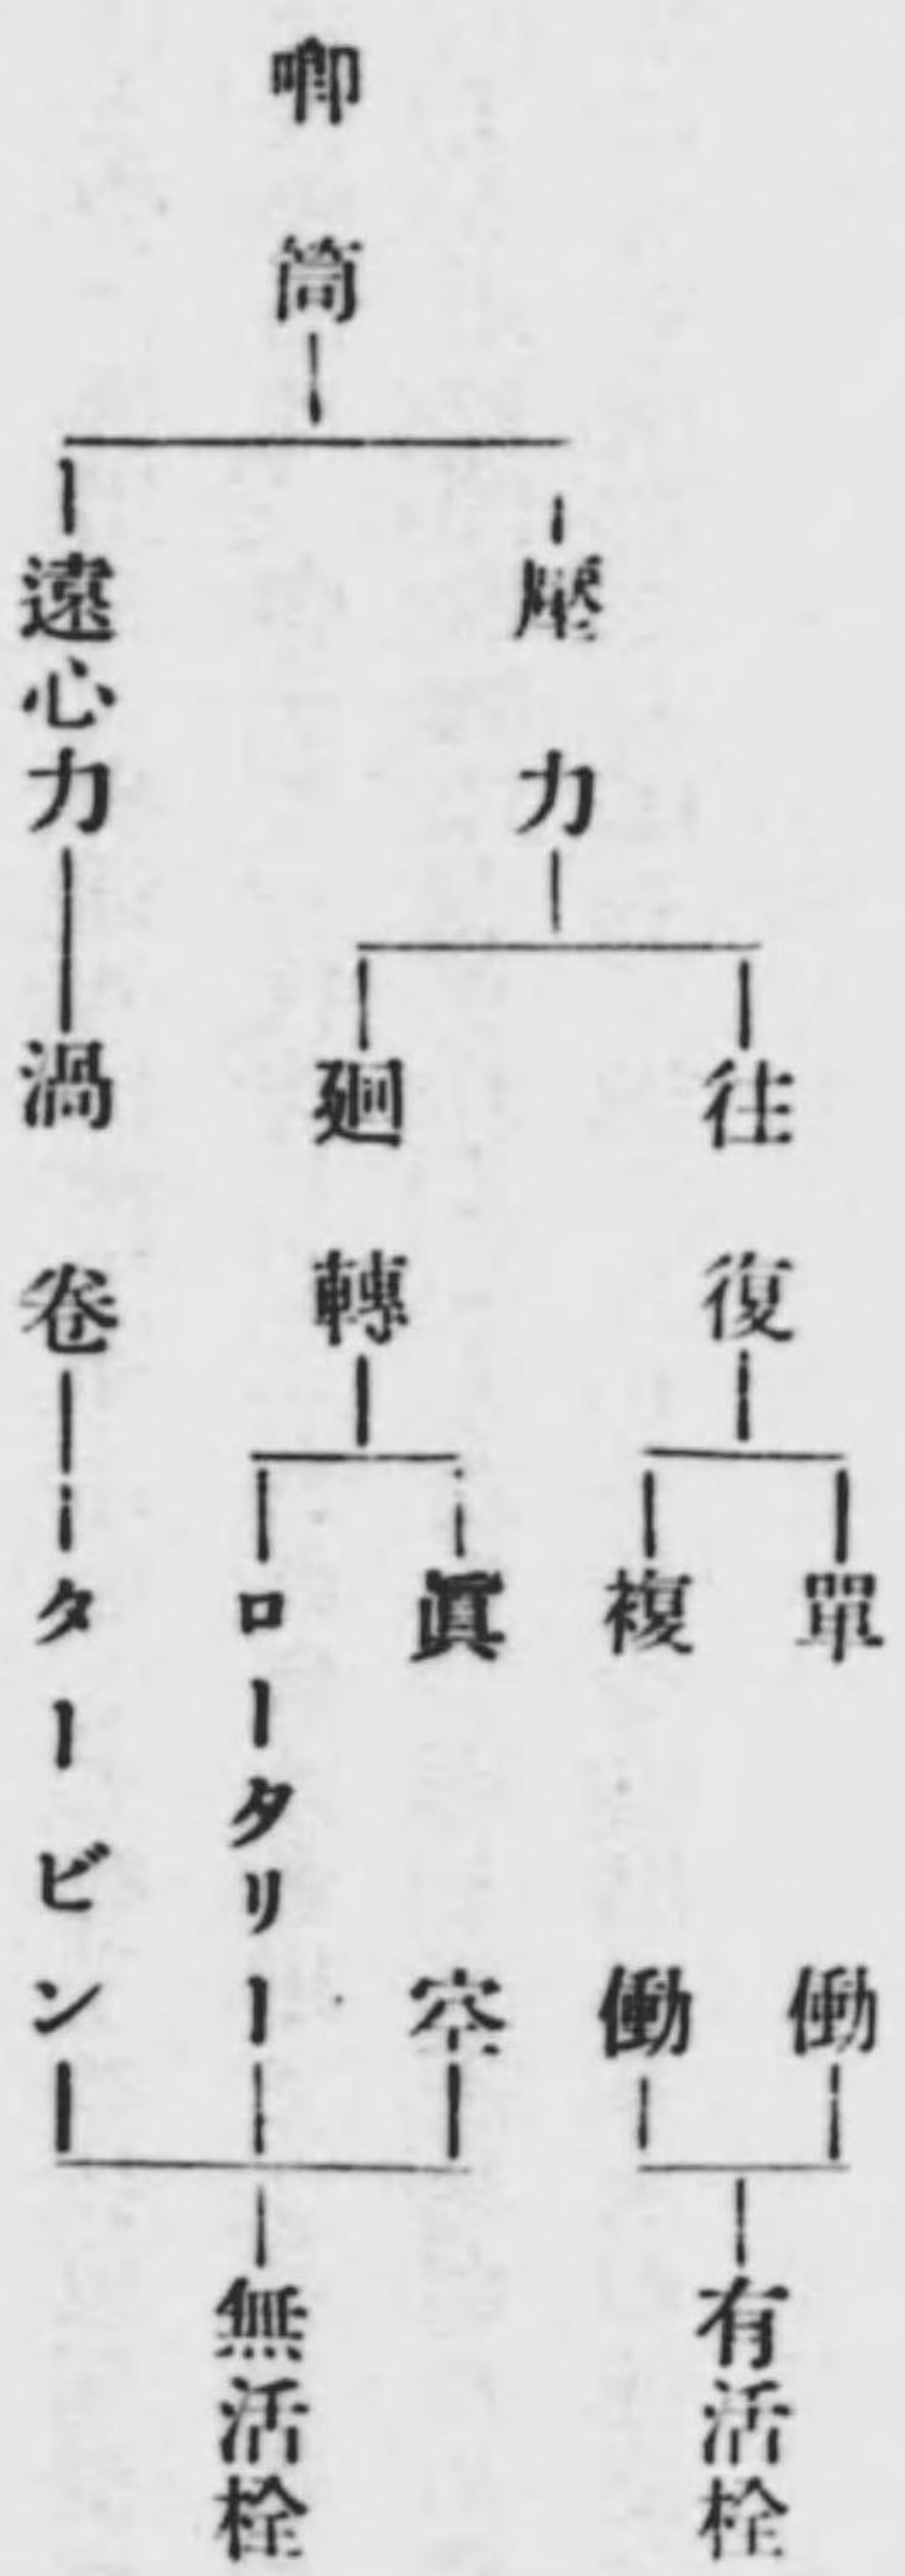 喞筒
壓力
往復
單働
複働
有活栓
廻轉
眞空
ロータリー
無活栓
遠心力
渦卷
タービン